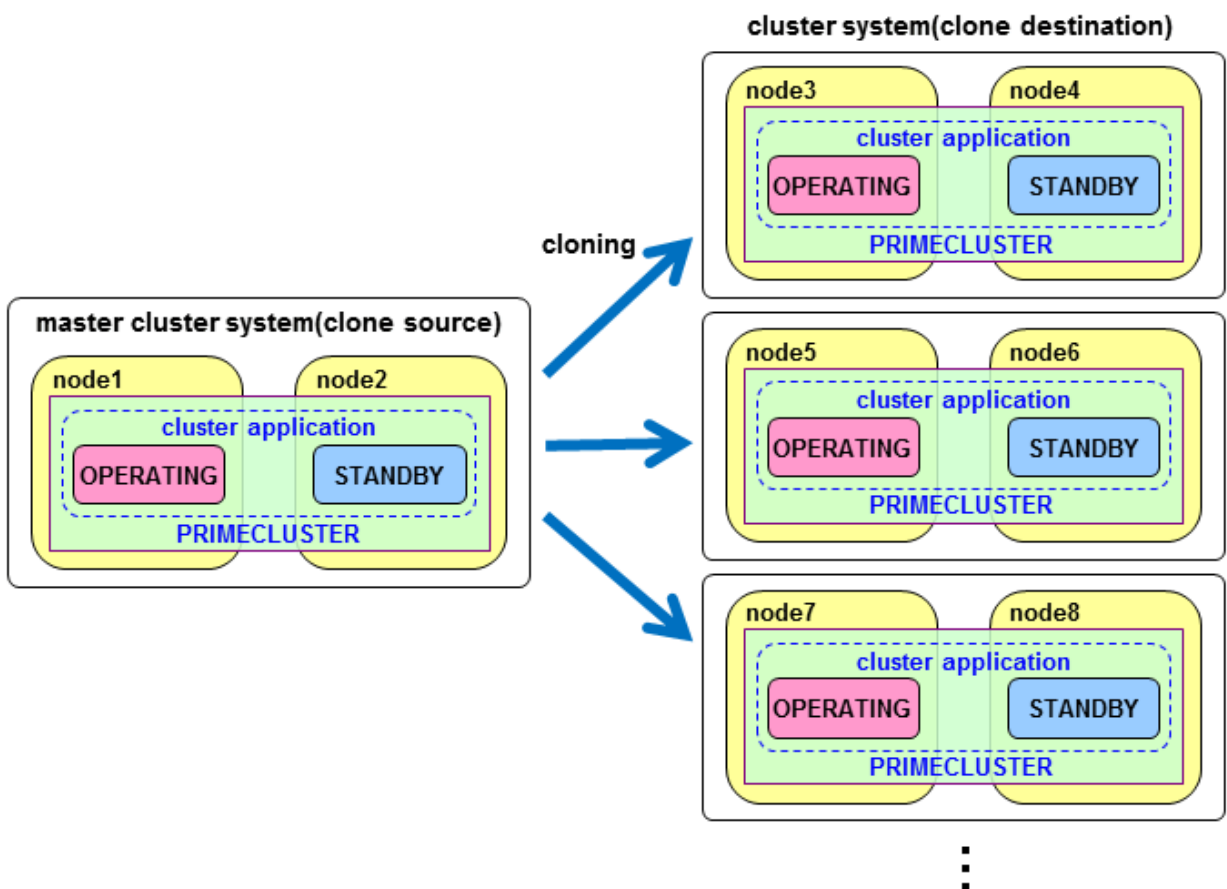 cluster system(clone destination)
node3
node4
cluster application
OPERATING
STANDBY
PRIMECLUSTER
cloning
master cluster system(clone source)
node1
node2
cluster application
OPERATING
STANDBY
PRIMECLUSTER
node5
node6
cluster application
OPERATING
STANDBY
PRIMECLUSTER
node7
node8
cluster application
OPERATING
STANDBY
PRIMECLUSTER